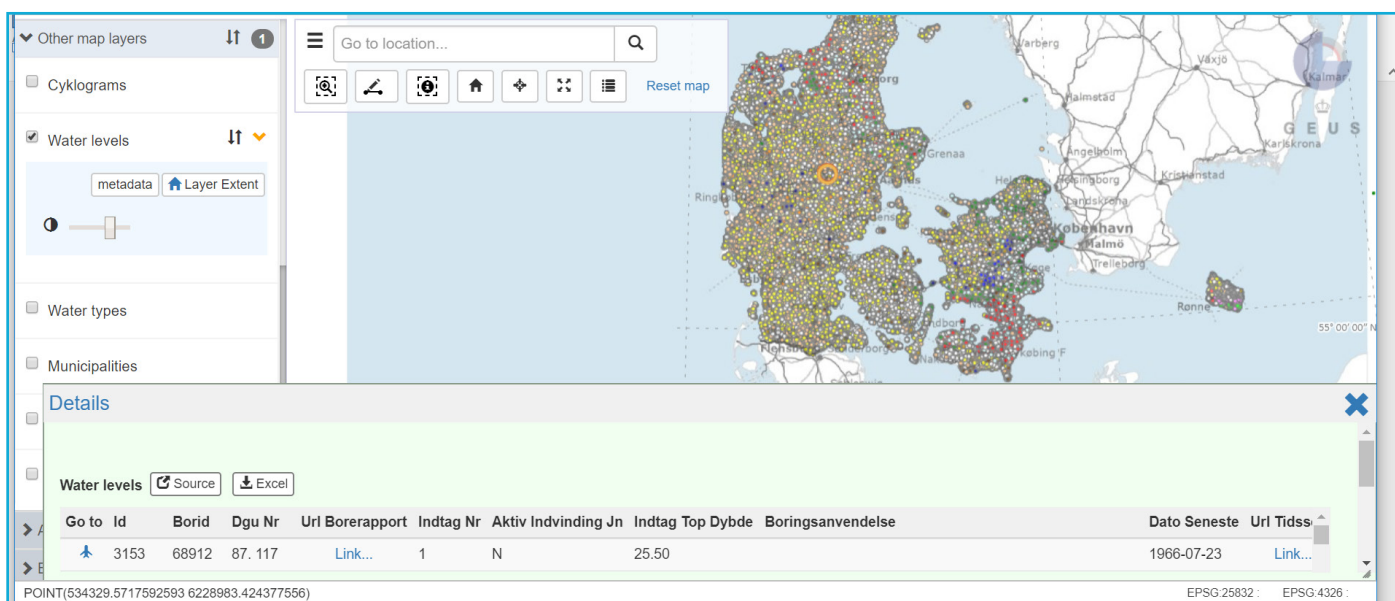 Other map layers 1
Cyklograms
Water levels
metadata Layer Extent
Water types
Municipalities
Go to location...
Reset map
Varberg
Växjö
Kalmar
Halmstad
GEUS
Karlskrona
Ängelholm
Kristianstad
Grenaa
Helsingborg
Landskrona
København
Malmö
Trelleborg
Køge
Rønne
55° 00' 00" N
Details
Water levels Source Excel
Go to Id Borid Dgu Nr Url Borerapport Indtag Nr Aktiv Indvinding Jn Indtag Top Dybde Boringsanvendelse Dato Seneste Url Tidss
3153 68912 87. 117 Link... 1 N 25.50 1966-07-23 Link...
POINT(534329.5717592593 6228983.424377556) EPSG:25832 : EPSG:4326 :